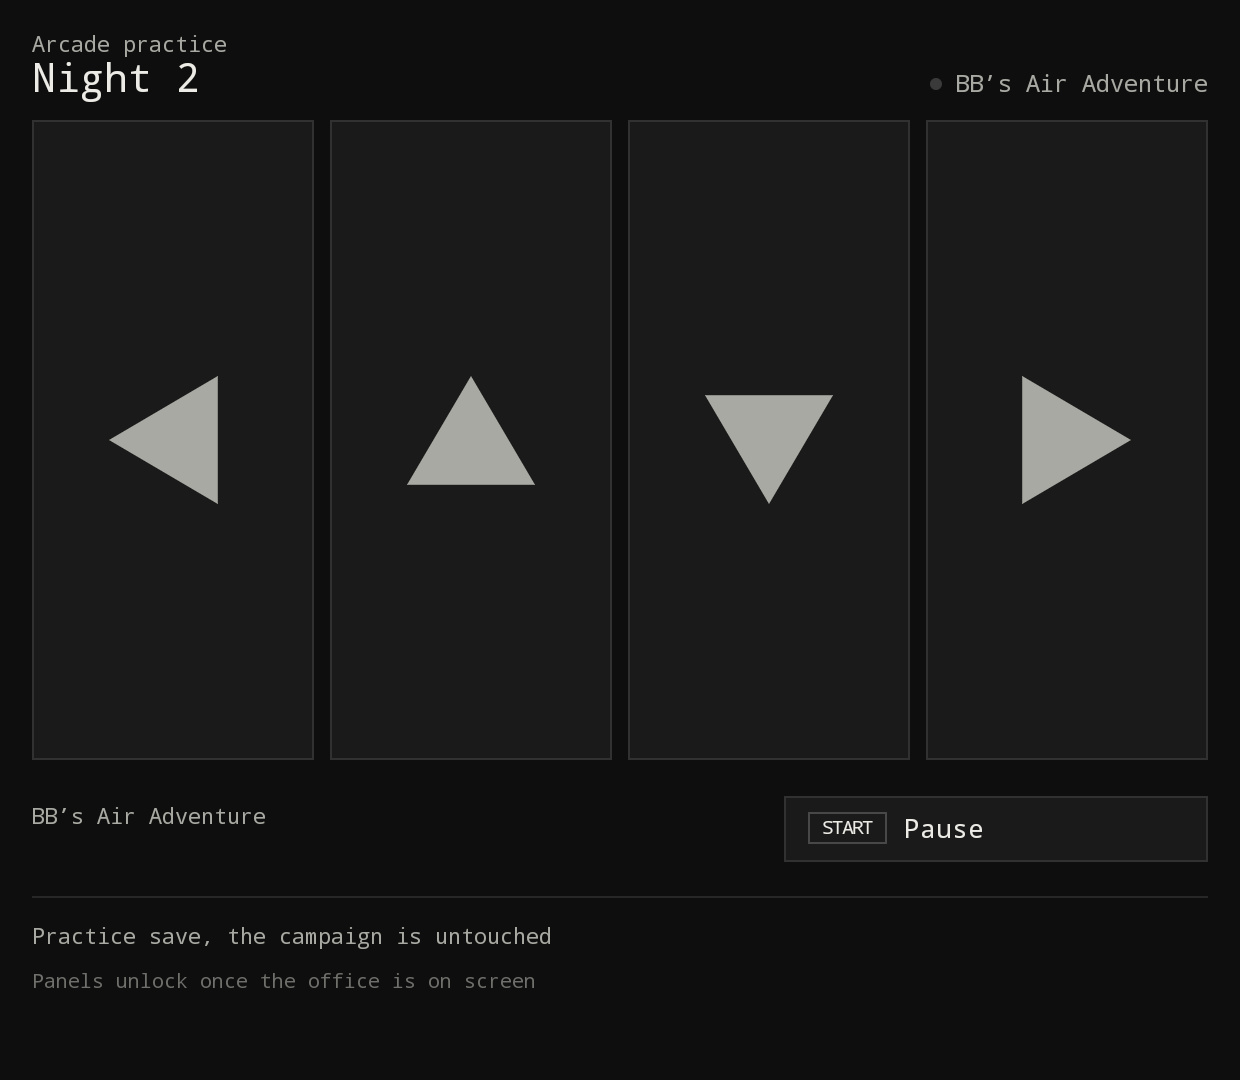 Arcade practice
Night 2
BB’s Air Adventure
BB’s Air Adventure
START Pause
Practice save, the campaign is untouched
Panels unlock once the office is on screen